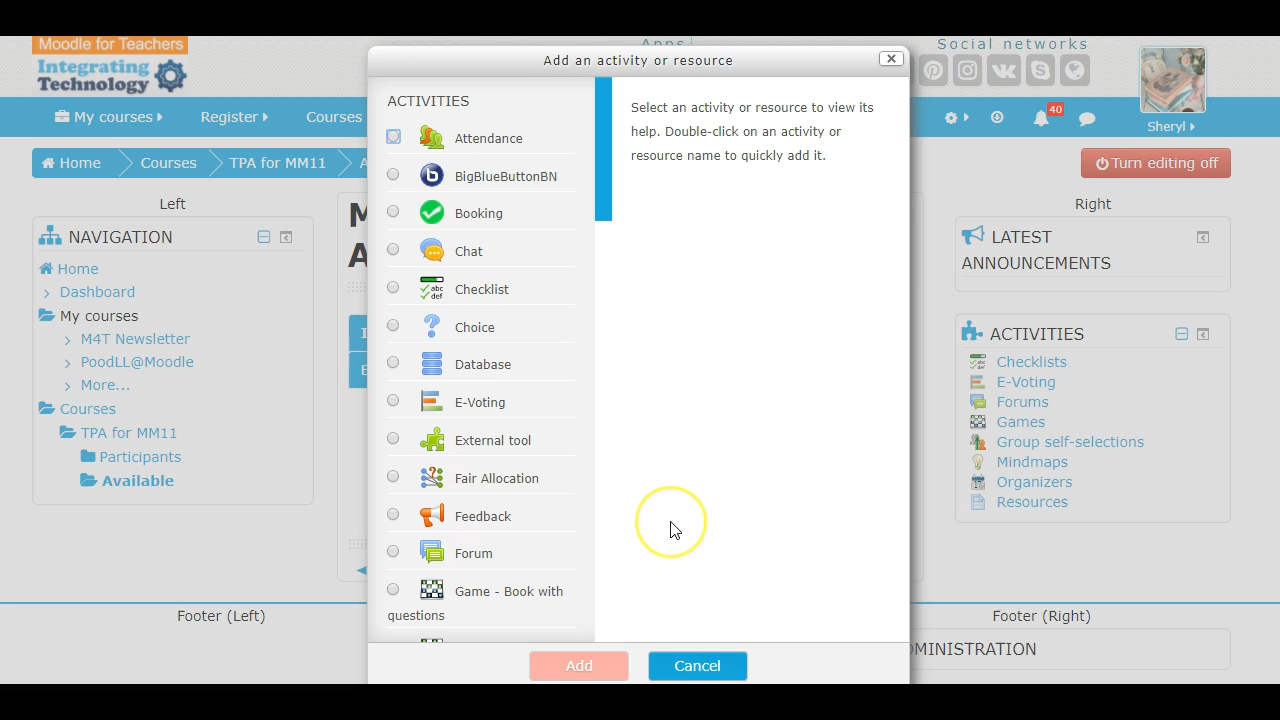 Moodle for Teachers
Integrating
Technology
Apps
Social networks
My courses
Register
Courses
40
Sheryl
Home
Courses
TPA for MM11
Turn editing off
Left
NAVIGATION
Home
Dashboard
My courses
M4T Newsletter
PoodLL@Moodle
More...
Courses
TPA for MM11
Participants
Available
Add an activity or resource
ACTIVITIES
Attendance
BigBlueButtonBN
Booking
Chat
abc
def
Checklist
Choice
Database
E-Voting
External tool
Fair Allocation
Feedback
Forum
Game - Book with
questions
Select an activity or resource to view its
help. Double-click on an activity or
resource name to quickly add it.
Add
Cancel
Right
LATEST
ANNOUNCEMENTS
ACTIVITIES
Checklists
E-Voting
Forums
Games
Group self-selections
Mindmaps
Organizers
Resources
Footer (Left)
Footer (Right)